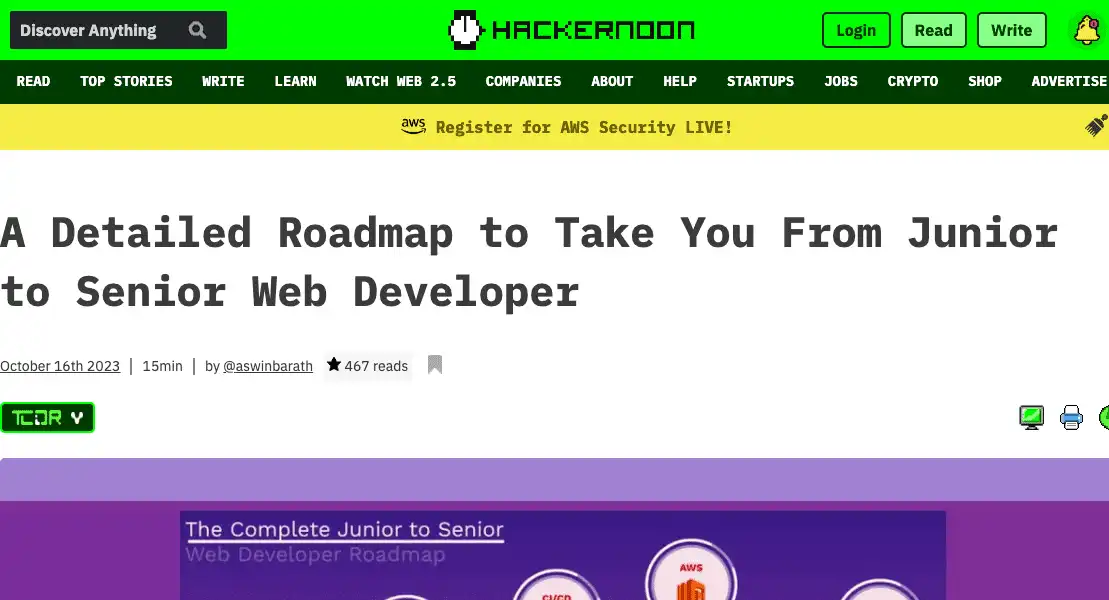 Discover Anything
HACKERNOON
Login
Read
Write
READ TOP STORIES WRITE LEARN WATCH WEB 2.5 COMPANIES ABOUT HELP STARTUPS JOBS CRYPTO SHOP ADVERTISE
aws Register for AWS Security LIVE!
A Detailed Roadmap to Take You From Junior
to Senior Web Developer
October 16th 2023 | 15min | by @aswinbarath ★ 467 reads
TLDR
The Complete Junior to Senior
Web Developer Roadmap
AWS
CI/CD